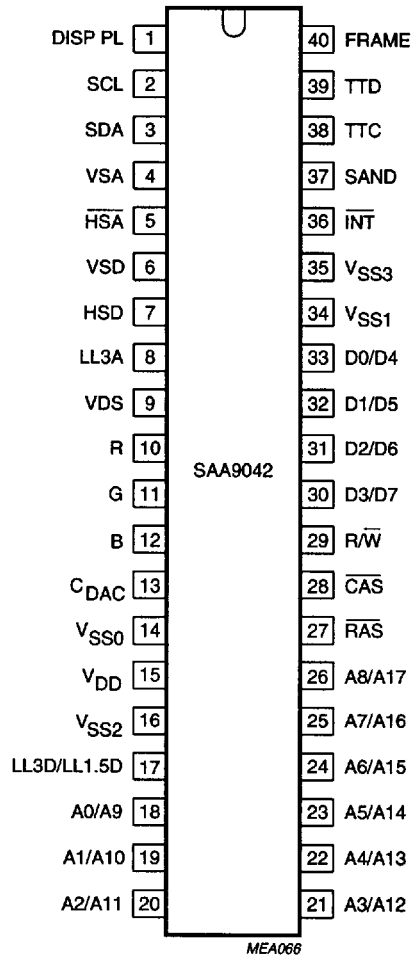 DISP PL 1 40 FRAME
SCL 2 39 TTD
SDA 3 38 TTC
VSA 4 37 SAND
H̅S̅A̅ 5 36 I̅N̅T̅
VSD 6 35 VSS3
HSD 7 34 VSS1
LL3A 8 33 D0/D4
VDS 9 32 D1/D5
R 10 31 D2/D6
SAA9042
G 11 30 D3/D7
B 12 29 R/W̅
CDAC 13 28 C̅A̅S̅
VSS0 14 27 R̅A̅S̅
VDD 15 26 A8/A17
VSS2 16 25 A7/A16
LL3D/LL1.5D 17 24 A6/A15
A0/A9 18 23 A5/A14
A1/A10 19 22 A4/A13
A2/A11 20 21 A3/A12
MEA066